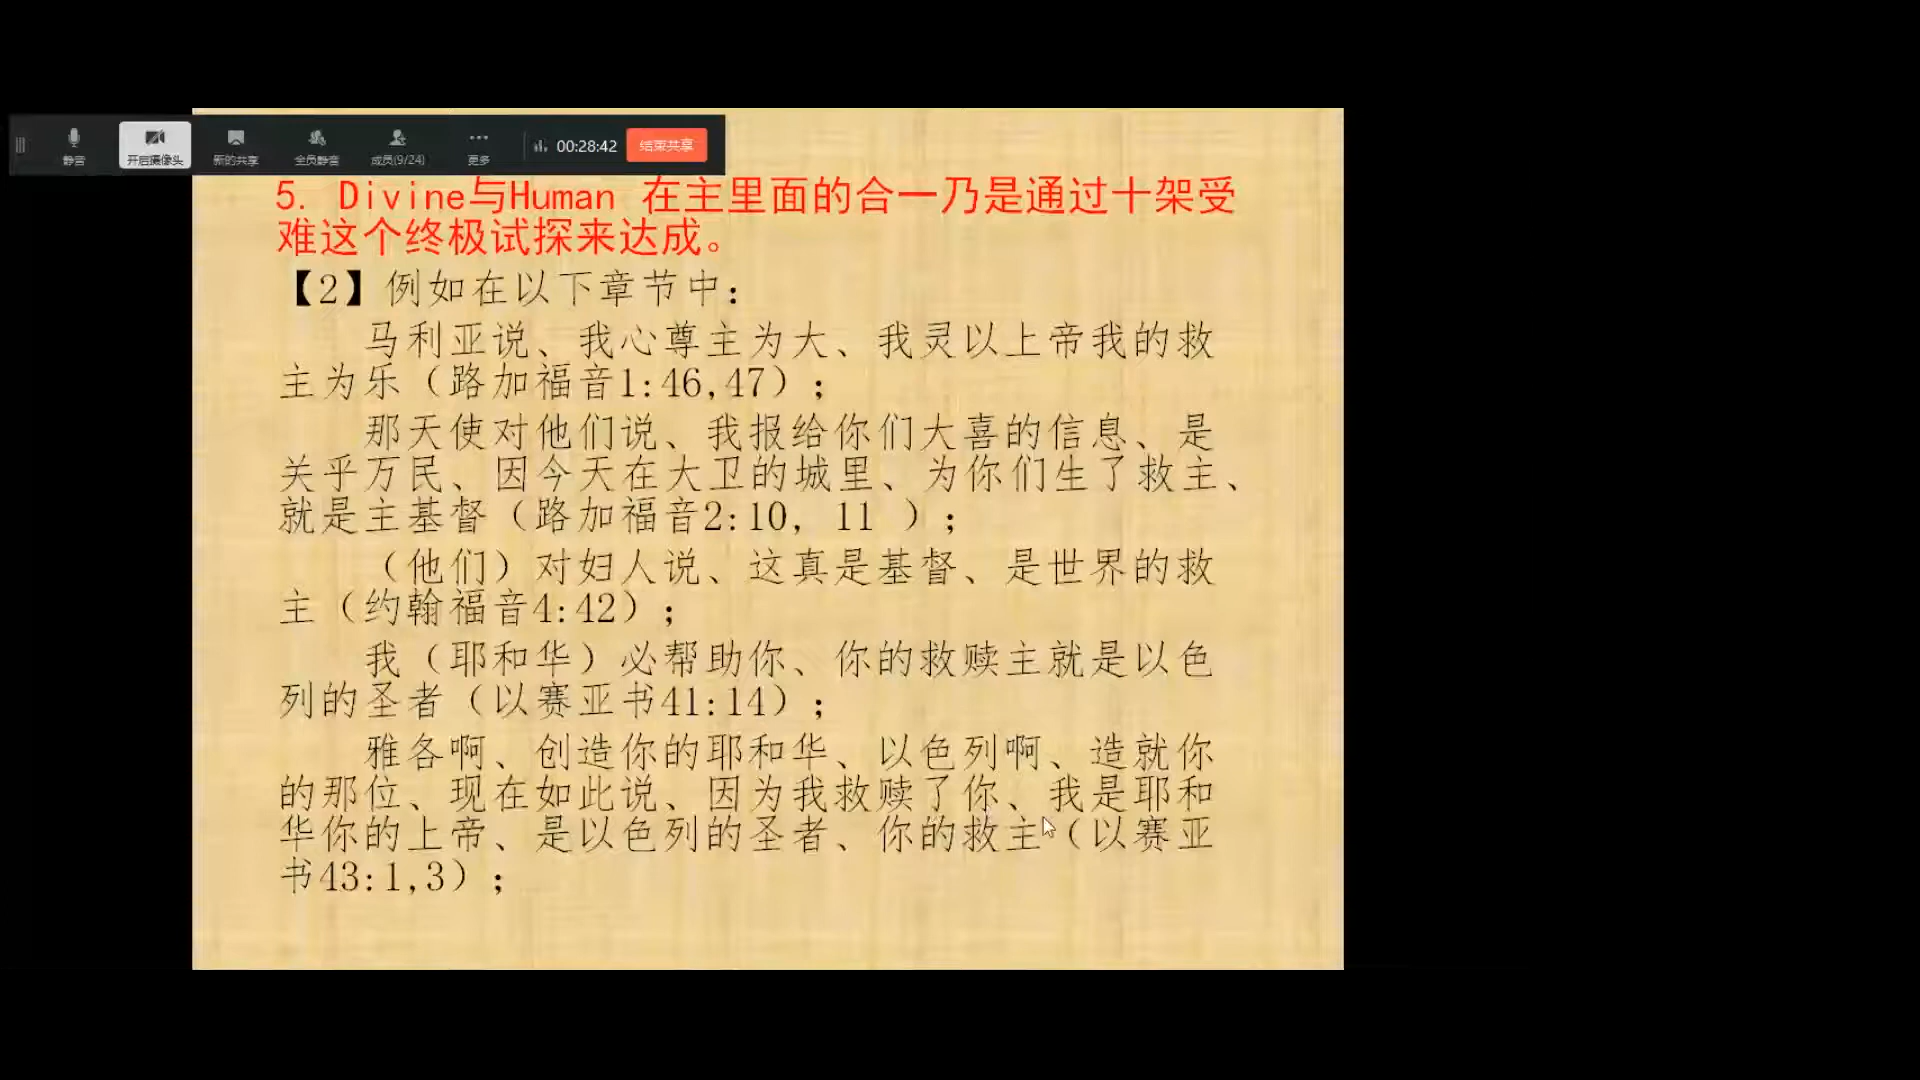 静音 开启摄像头 新的共享 全员静音 成员(9/24) 更多 00:28:42 结束共享
5. Divine与Human 在主里面的合一乃是通过十架受
难这个终极试探来达成。
【2】例如在以下章节中：
马利亚说、我心尊主为大、我灵以上帝我的救
主为乐（路加福音1:46,47）；
那天使对他们说、我报给你们大喜的信息、是
关乎万民、因今天在大卫的城里、为你们生了救主、
就是主基督（路加福音2:10, 11 ）；
（他们）对妇人说、这真是基督、是世界的救
主（约翰福音4:42）；
我（耶和华）必帮助你、你的救赎主就是以色
列的圣者（以赛亚书41:14）；
雅各啊、创造你的耶和华、以色列啊、造就你
的那位、现在如此说、因为我救赎了你、我是耶和
华你的上帝、是以色列的圣者、你的救主（以赛亚
书43:1,3）；